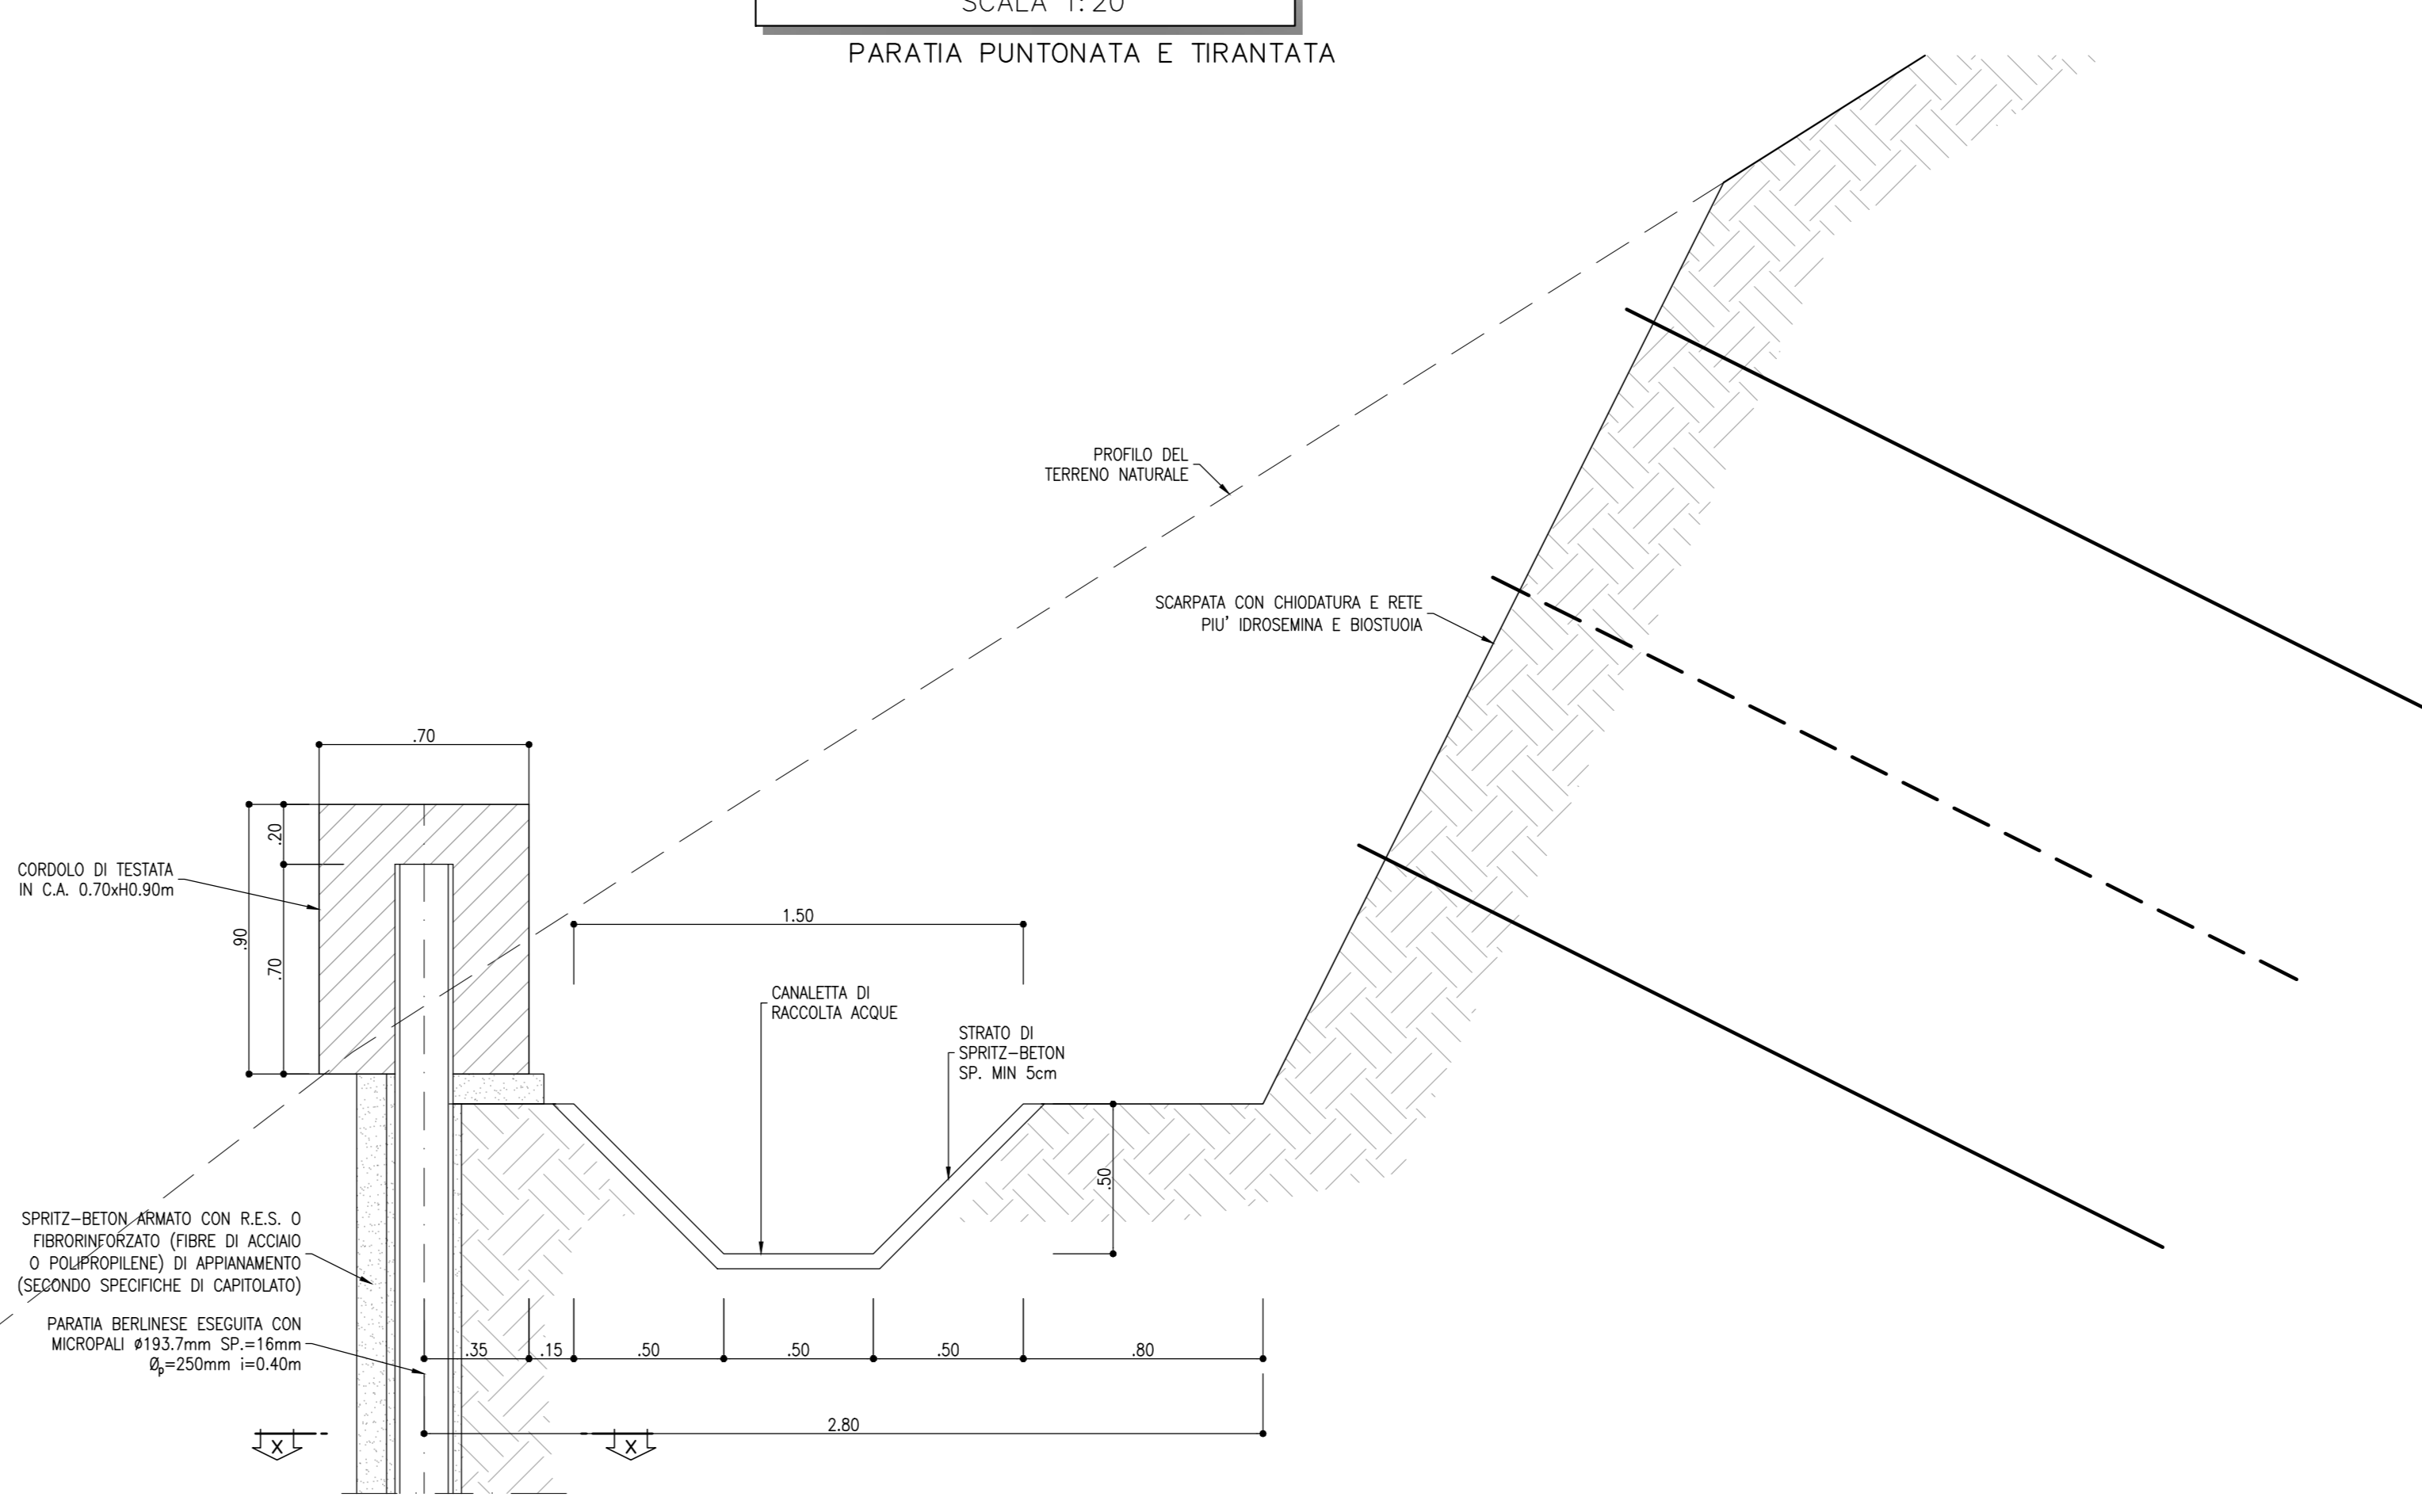 SCALA 1:20
PARATIA PUNTONATA E TIRANTATA
PROFILO DEL
TERRENO NATURALE
SCARPATA CON CHIODATURA E RETE
PIU' IDROSEMINA E BIOSTUOIA
.70
.20
.90
.70
CORDOLO DI TESTATA
IN C.A. 0.70xH0.90m
1.50
CANALETTA DI
RACCOLTA ACQUE
STRATO DI
SPRITZ-BETON
SP. MIN 5cm
.50
SPRITZ-BETON ARMATO CON R.E.S. O
FIBRORINFORZATO (FIBRE DI ACCIAIO
O POLIPROPILENE) DI APPIANAMENTO
(SECONDO SPECIFICHE DI CAPITOLATO)
PARATIA BERLINESE ESEGUITA CON
MICROPALI ø193.7mm SP.=16mm
Øp=250mm i=0.40m
.35 .15 .50 .50 .50 .80
2.80
X X